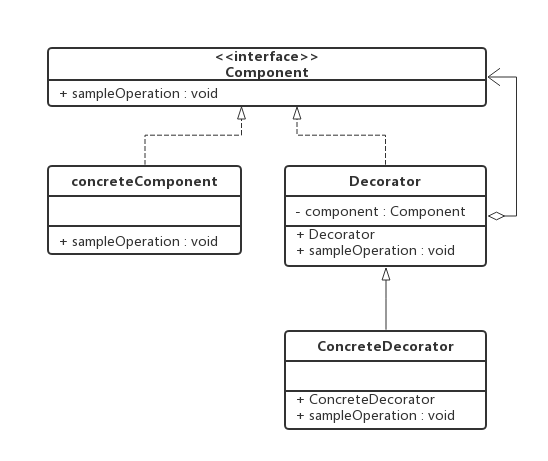 <<interface>>
Component
+ sampleOperation : void
concreteComponent
+ sampleOperation : void
Decorator
- component : Component
+ Decorator
+ sampleOperation : void
ConcreteDecorator
+ ConcreteDecorator
+ sampleOperation : void